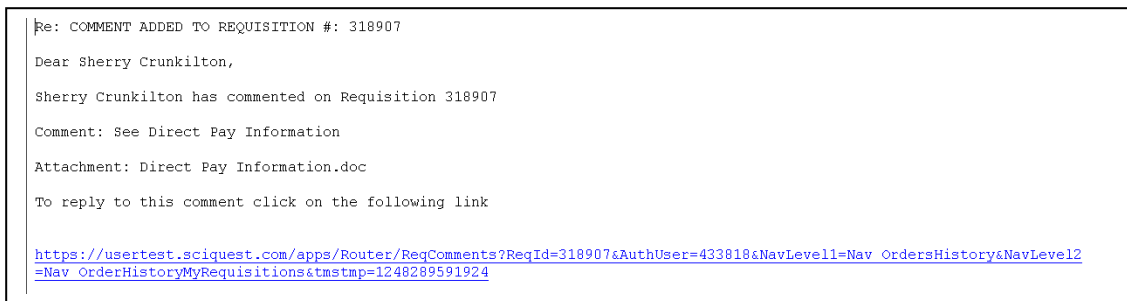 Re: COMMENT ADDED TO REQUISITION #: 318907
Dear Sherry Crunkilton,
Sherry Crunkilton has commented on Requisition 318907
Comment: See Direct Pay Information
Attachment: Direct Pay Information.doc
To reply to this comment click on the following link
https://usertest.sciquest.com/apps/Router/ReqComments?ReqId=318907&AuthUser=433818&NavLevel1=Nav_OrdersHistory&NavLevel2
=Nav_OrderHistoryMyRequisitions&tmstmp=1248289591924